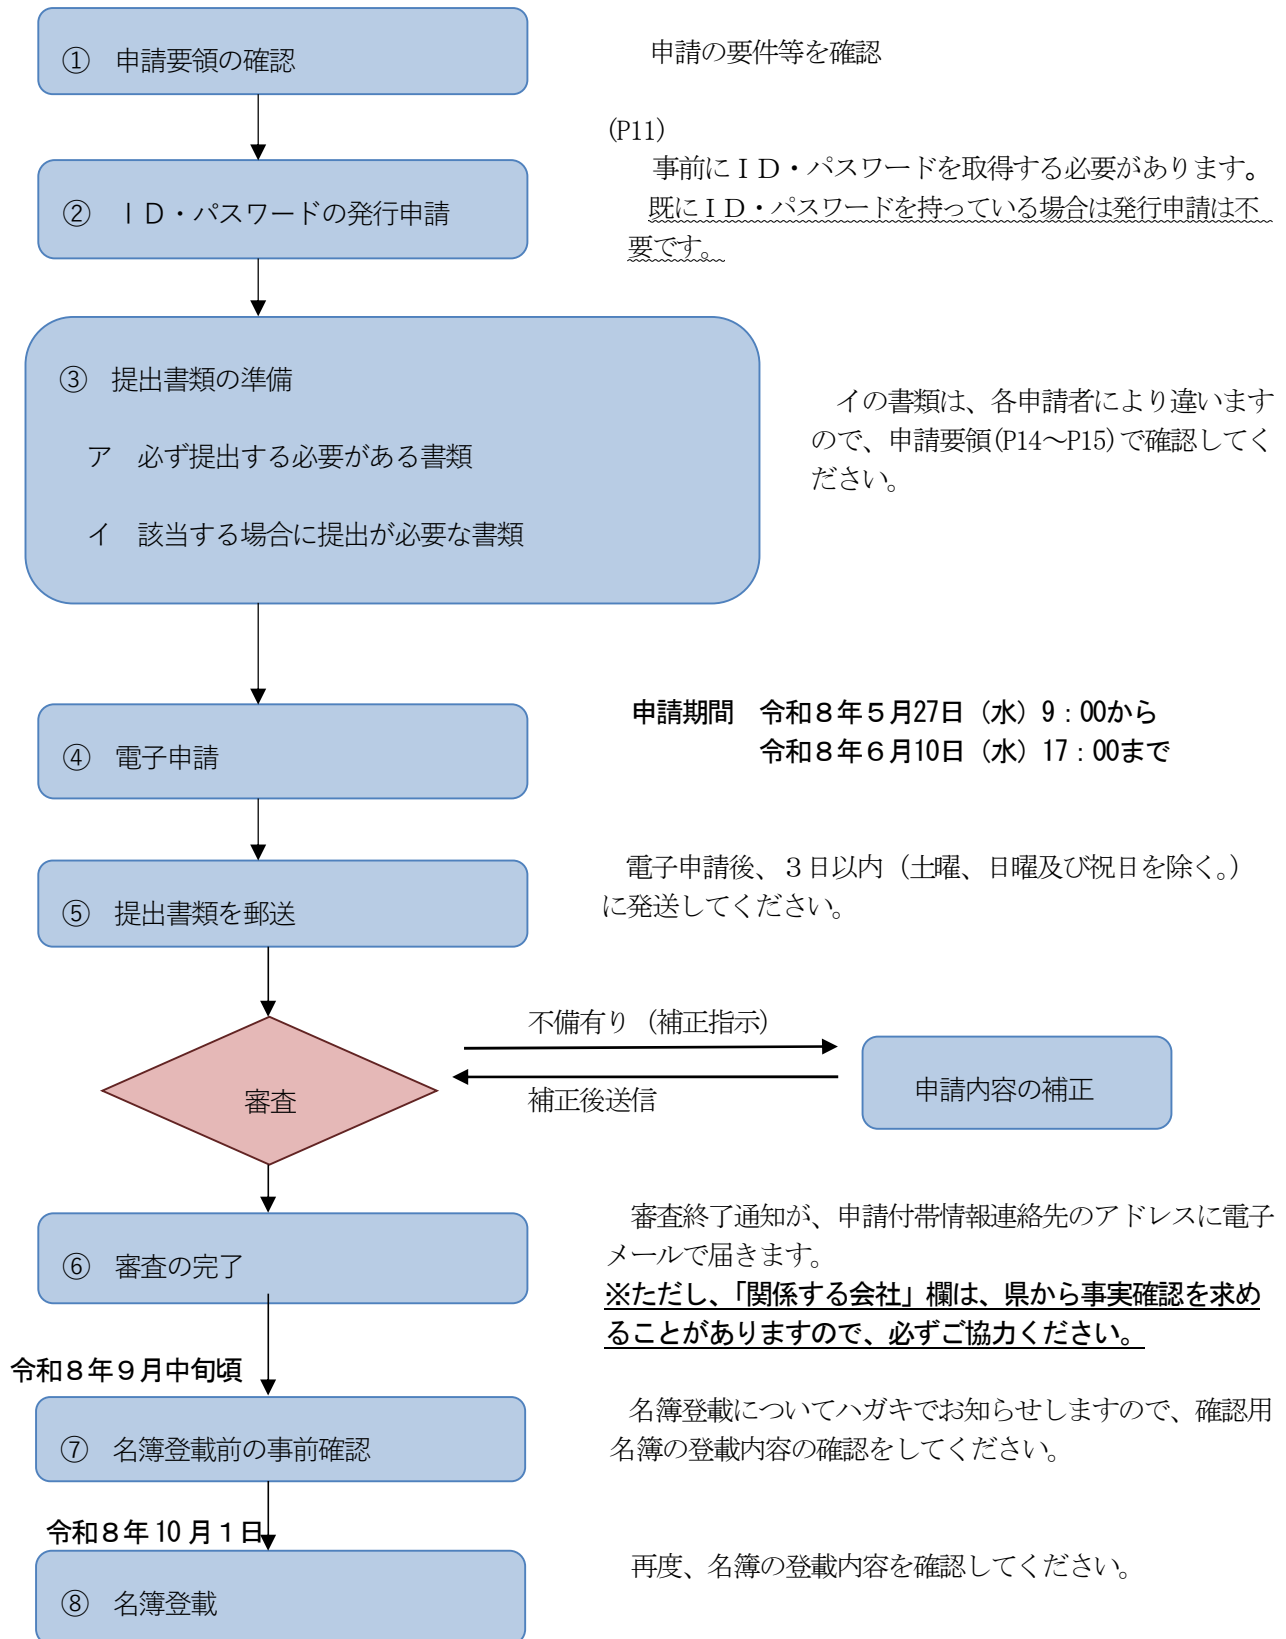 ① 申請要領の確認
申請の要件等を確認
(P11)
事前にＩＤ・パスワードを取得する必要があります。
② ＩＤ・パスワードの発行申請
既にＩＤ・パスワードを持っている場合は発行申請は不
要です。
③ 提出書類の準備
ア 必ず提出する必要がある書類
イ 該当する場合に提出が必要な書類
イの書類は、各申請者により違います
ので、申請要領(P14～P15)で確認してく
ださい。
申請期間 令和８年５月27日（水）9：00から
令和８年６月10日（水）17：00まで
④ 電子申請
電子申請後、３日以内（土曜、日曜及び祝日を除く。）
に発送してください。
⑤ 提出書類を郵送
不備有り（補正指示）
審査
補正後送信
申請内容の補正
審査終了通知が、申請付帯情報連絡先のアドレスに電子
メールで届きます。
⑥ 審査の完了
※ただし、「関係する会社」欄は、県から事実確認を求め
ることがありますので、必ずご協力ください。
令和８年９月中旬頃
名簿登載についてハガキでお知らせしますので、確認用
名簿の登載内容の確認をしてください。
⑦ 名簿登載前の事前確認
令和８年10月１日
再度、名簿の登載内容を確認してください。
⑧ 名簿登載